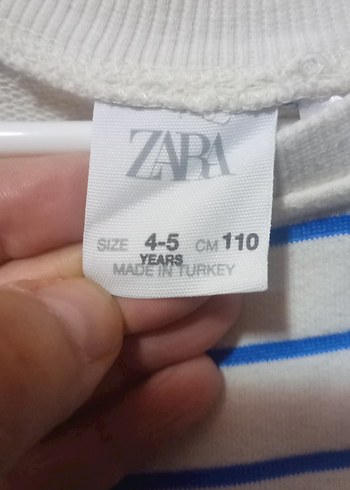 ZARA
SIZE 4-5 CM 110
YEARS
MADE IN TURKEY